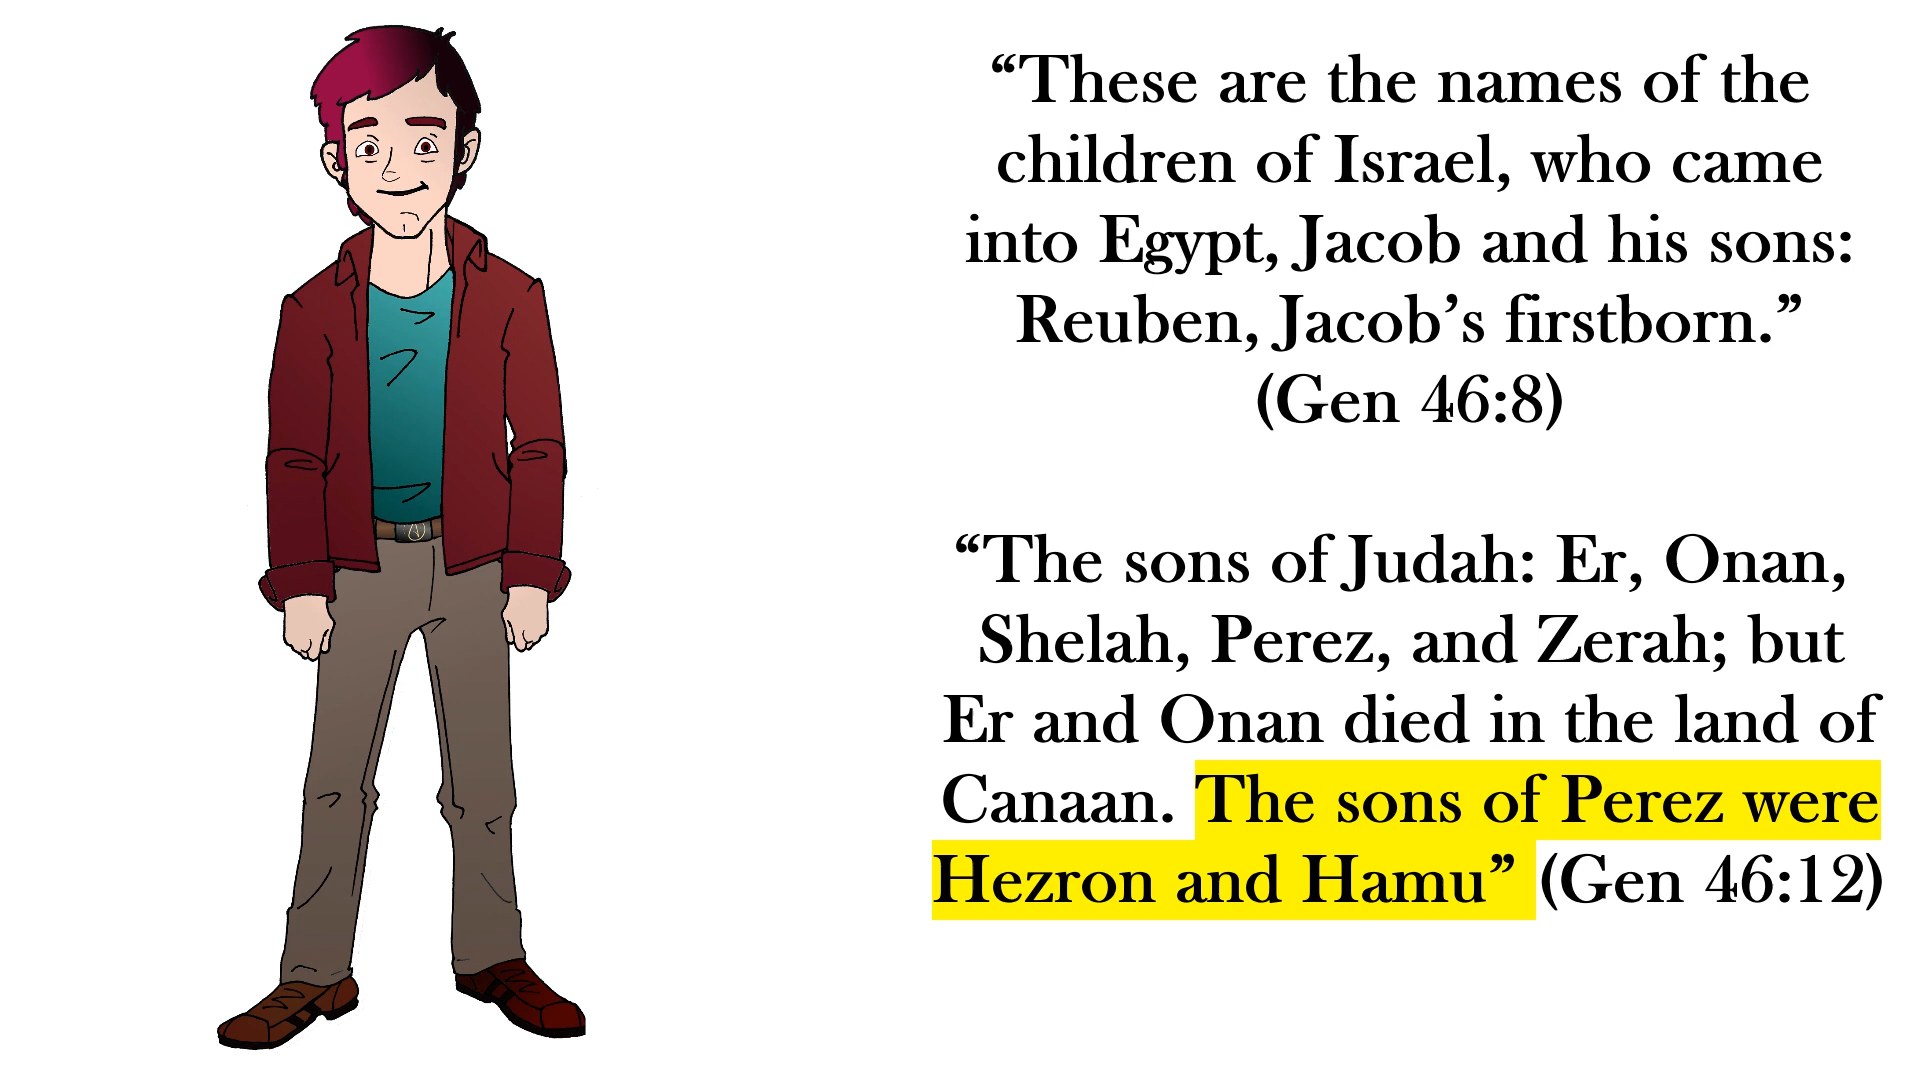 “These are the names of the
children of Israel, who came
into Egypt, Jacob and his sons:
Reuben, Jacob’s firstborn.”
(Gen 46:8)
“The sons of Judah: Er, Onan,
Shelah, Perez, and Zerah; but
Er and Onan died in the land of
Canaan. The sons of Perez were
Hezron and Hamu” (Gen 46:12)